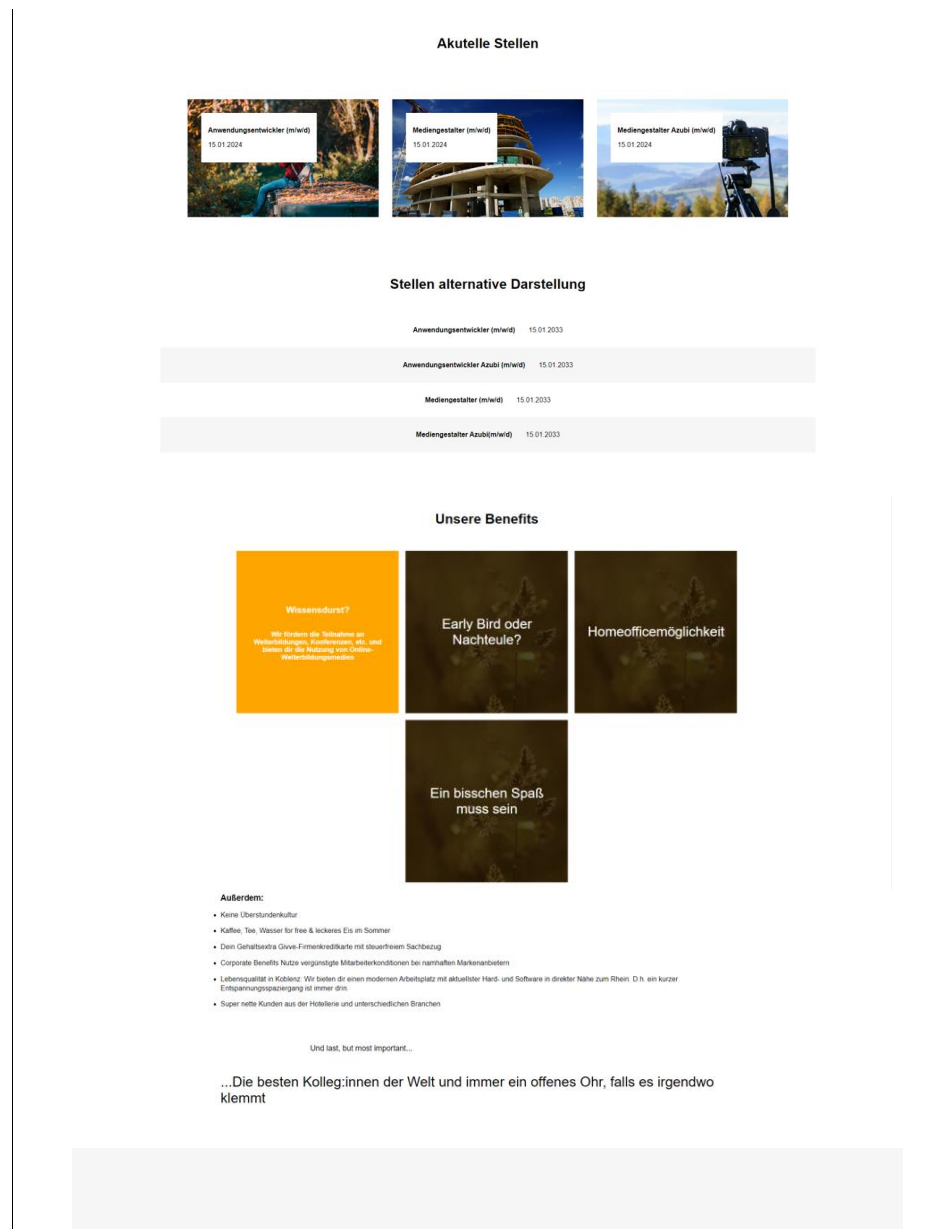 Akutelle Stellen
Anwendungsentwickler (m/w/d)
15.01.2024
Mediengestalter (m/w/d)
15.01.2024
Mediengestalter Azubi (m/w/d)
15.01.2024
Stellen alternative Darstellung
Anwendungsentwickler (m/w/d) 15.01.2033
Anwendungsentwickler Azubi (m/w/d) 15.01.2033
Mediengestalter (m/w/d) 15.01.2033
Mediengestalter Azubi(m/w/d) 15.01.2033
Unsere Benefits
Wissensdurst?
Wir fördern die Teilnahme an
Weiterbildungen, Konferenzen, etc. und
bieten dir die Nutzung von Online-
Weiterbildungsmedien
Early Bird oder
Nachteule?
Homeofficemöglichkeit
Ein bisschen Spaß
muss sein
Außerdem:
Keine Überstundenkultur
Kaffee, Tee, Wasser for free & leckeres Eis im Sommer
Dein Gehaltsextra Givve-Firmenkreditkarte mit steuerfreiem Sachbezug
Corporate Benefits Nutze vergünstigte Mitarbeiterkonditionen bei namhaften Markenanbietern
Lebensqualität in Koblenz: Wir bieten dir einen modernen Arbeitsplatz mit aktuellster Hard- und Software in direkter Nähe zum Rhein. D.h. ein kurzer
Entspannungsspaziergang ist immer drin.
Super nette Kunden aus der Hotellerie und unterschiedlichen Branchen
Und last, but most important...
...Die besten Kolleg:innen der Welt und immer ein offenes Ohr, falls es irgendwo
klemmt